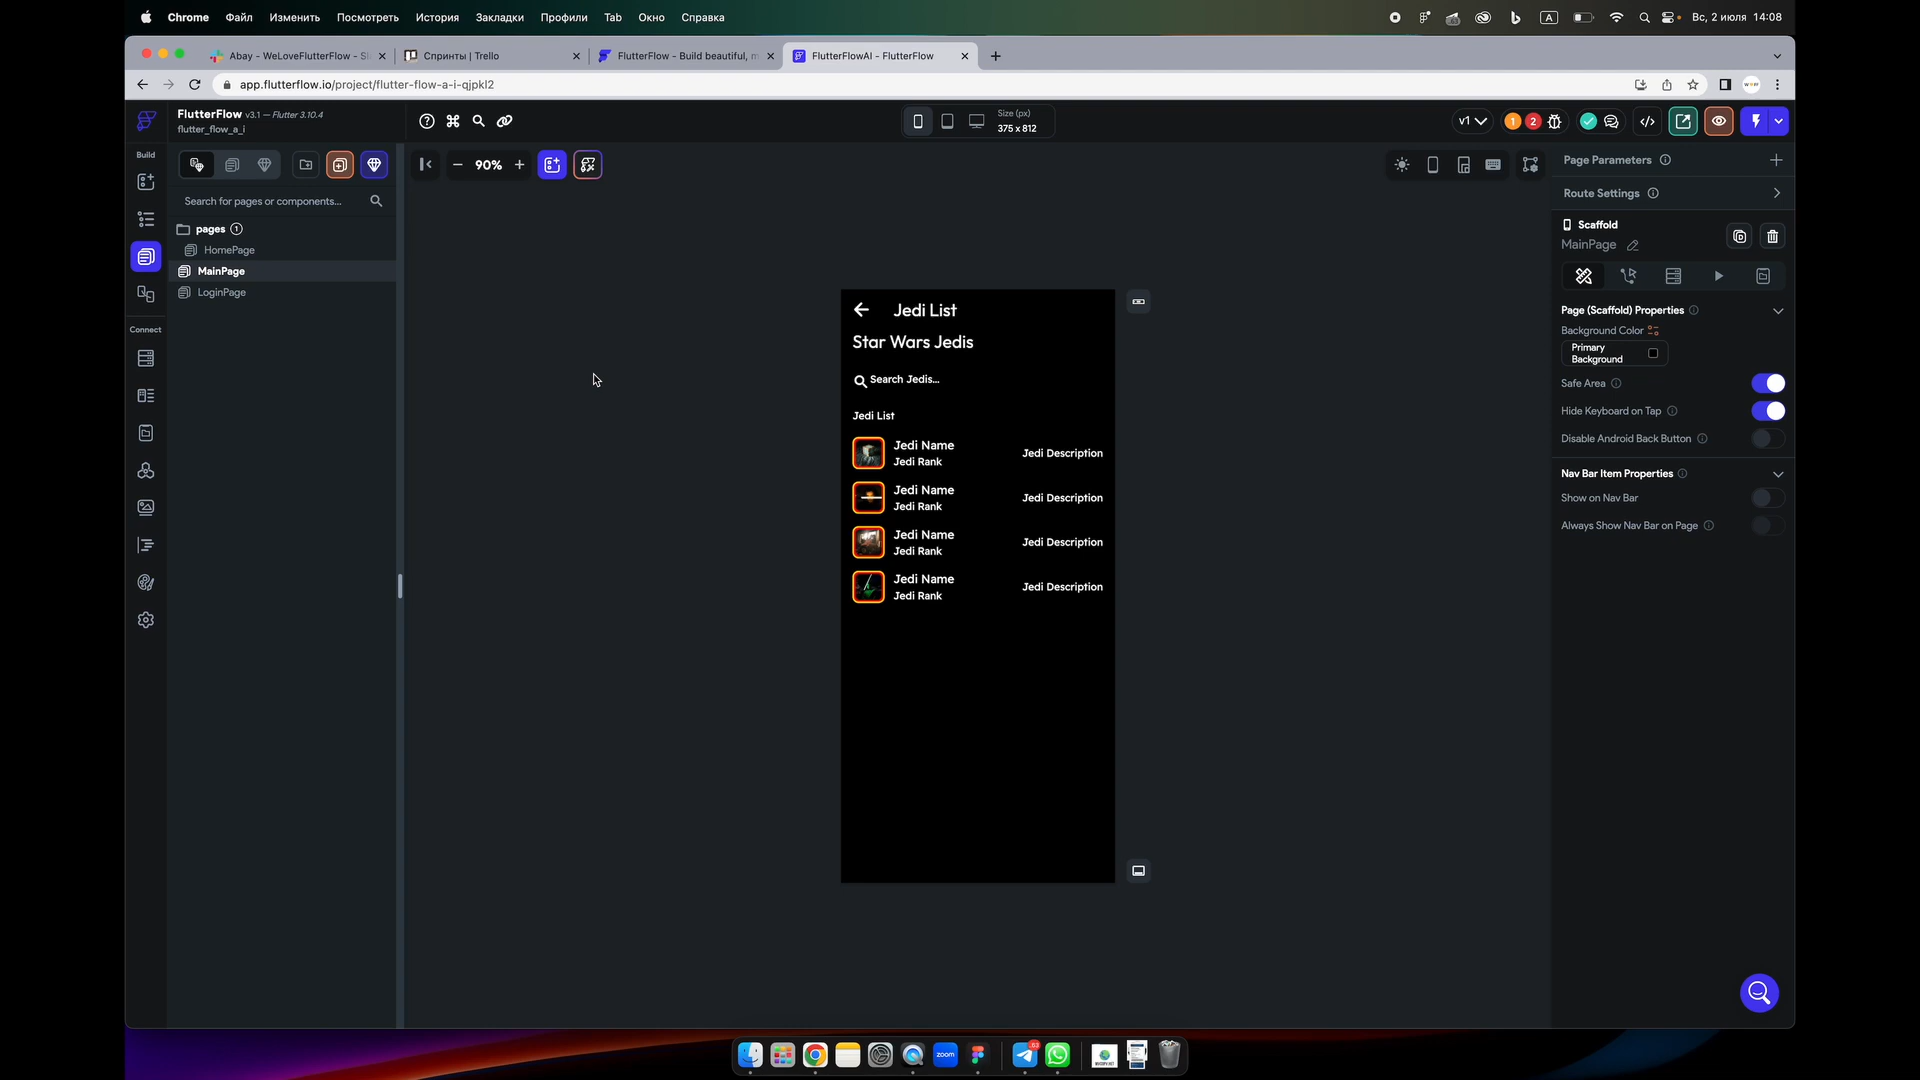 Chrome Файл Изменить Посмотреть История Закладки Профили Tab Окно Справка
A
Вс, 2 июля 14:08
Abay - WeLoveFlutterFlow - Sl
Спринты | Trello
FlutterFlow - Build beautiful, m
FlutterFlowAI - FlutterFlow
app.flutterflow.io/project/flutter-flow-a-i-qjpkl2
FlutterFlow v3.1 — Flutter 3.10.4
flutter_flow_a_i
Size (px)
375 x 812
v1
1
2
Build
90%
Search for pages or components...
pages 1
HomePage
MainPage
LoginPage
Connect
Jedi List
Star Wars Jedis
Search Jedis...
Jedi List
Jedi Name
Jedi Rank
Jedi Description
Jedi Name
Jedi Rank
Jedi Description
Jedi Name
Jedi Rank
Jedi Description
Jedi Name
Jedi Rank
Jedi Description
Page Parameters
Route Settings
Scaffold
MainPage
Page (Scaffold) Properties
Background Color
Primary
Background
Safe Area
Hide Keyboard on Tap
Disable Android Back Button
Nav Bar Item Properties
Show on Nav Bar
Always Show Nav Bar on Page
zoom